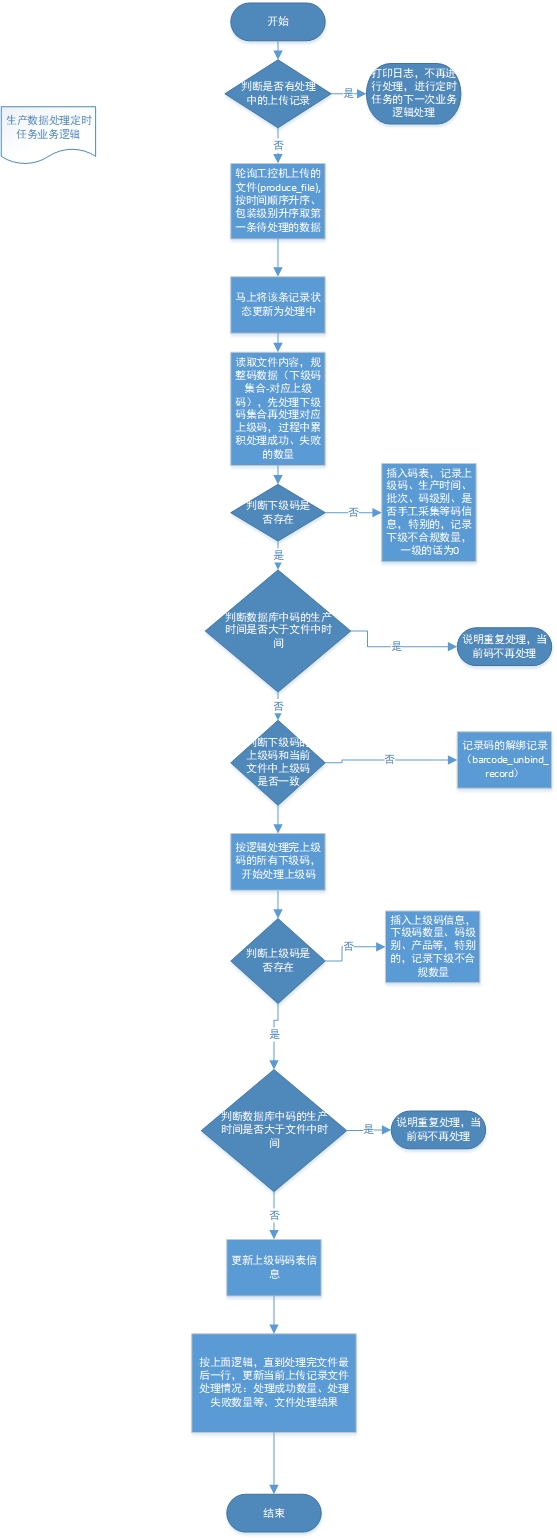 开始
判断是否有处理
中的上传记录
是
打印日志，不再进
行处理，进行定时
任务的下一次业务
逻辑处理
生产数据处理定时
任务业务逻辑
否
轮询工控机上传的
文件(produce_file),
按时间顺序升序、
包装级别升序取第
一条待处理的数据
马上将该条记录状
态更新为处理中
读取文件内容，规
整码数据（下级码
集合-对应上级
码），先处理下级
码集合再处理对应
上级码，过程中累
积处理成功、失败
的数量
判断下级码是
否存在
否
插入码表，记录上
级码、生产时间、
批次、码级别、是
否手工采集等码信
息，特别的，记录
下级不合规数量，
一级的话为0
是
判断数据库中码的生产
时间是否大于文件中时
间
是
说明重复处理，当
前码不再处理
否
判断下级码的
上级码和当前
文件中上级码
是否一致
否
记录码的解绑记录
（barcode_unbind_
record）
按逻辑处理完上级
码的所有下级码，
开始处理上级码
判断上级码是
否存在
否
插入上级码信息，
下级码数量、码级
别、产品等，特别
的，记录下级不合
规数量
是
判断数据库中码的生产
时间是否大于文件中时
间
是
说明重复处理，当
前码不再处理
否
更新上级码码表信
息
按上面逻辑，直到处理完文件最
后一行，更新当前上传记录文件
处理情况：处理成功数量、处理
失败数量等、文件处理结果
结束